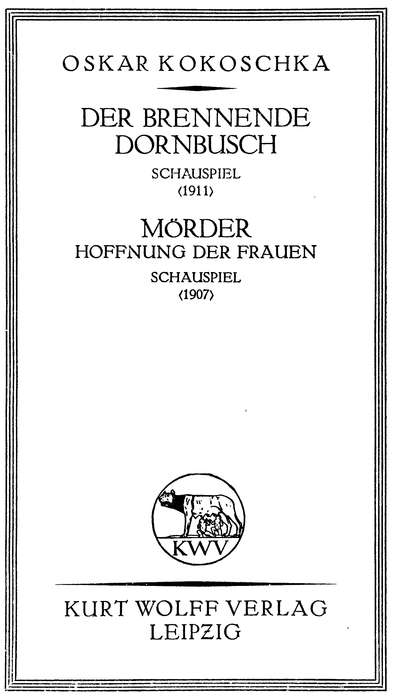 OSKAR KOKOSCHKA
DER BRENNENDE
DORNBUSCH
SCHAUSPIEL
⟨1911⟩
MÖRDER
HOFFNUNG DER FRAUEN
SCHAUSPIEL
⟨1907⟩
KWV
KURT WOLFF VERLAG
LEIPZIG